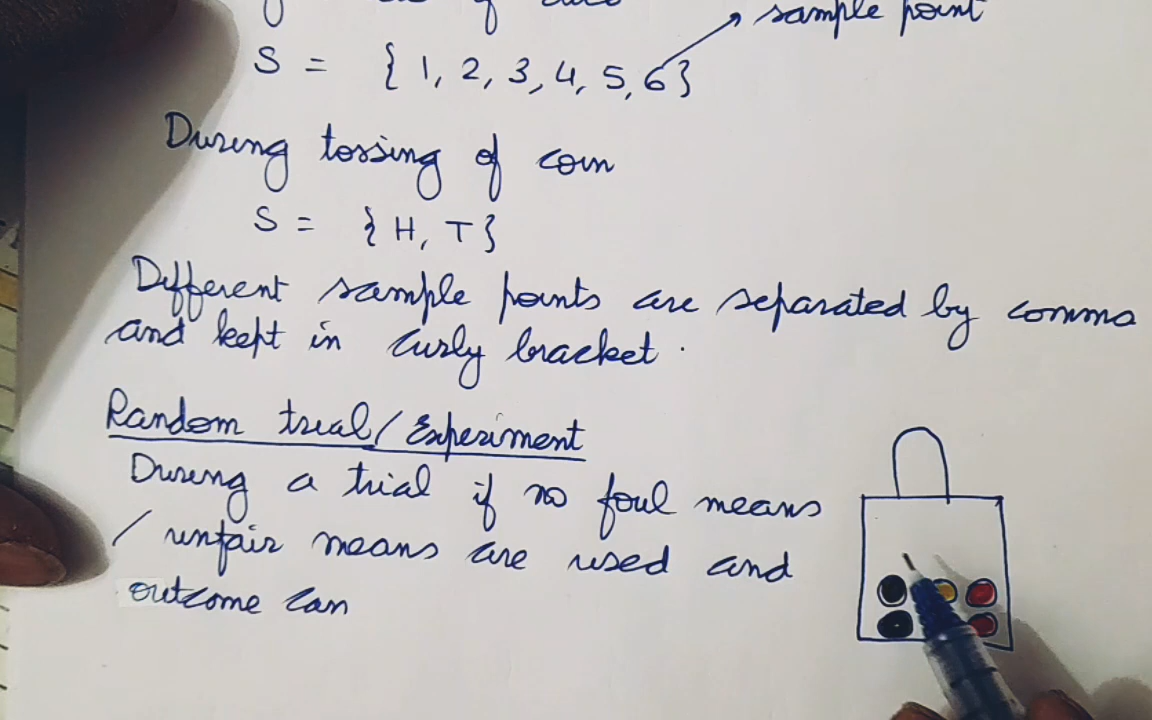 sample point
S = { 1, 2, 3, 4, 5, 6 }
During tossing of coin
S = { H, T }
Different sample points are separated by comma
and kept in curly bracket.
Random trial / Experiment
During a trial if no foul means
/ unfair means are used and
outcome can